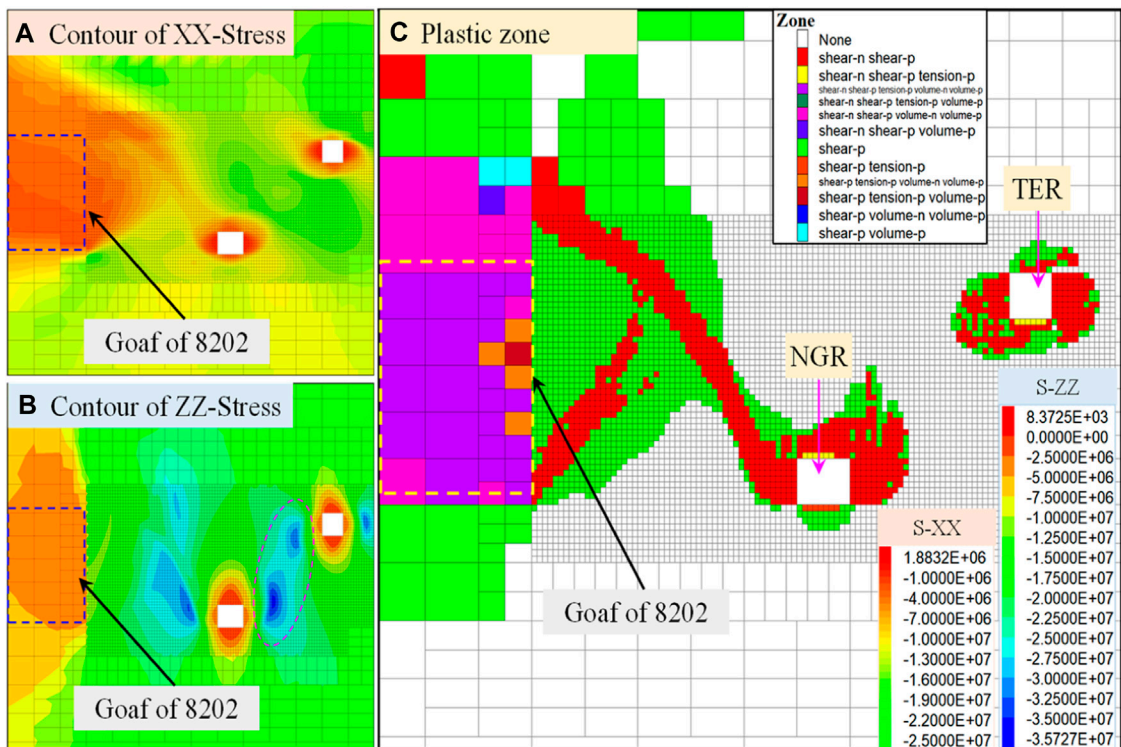 A Contour of XX-Stress
Goaf of 8202
B Contour of ZZ-Stress
Goaf of 8202
C Plastic zone
Zone
None
shear-n shear-p
shear-n shear-p tension-p
shear-n shear-p tension-p volume-n volume-p
shear-n shear-p tension-p volume-p
shear-n shear-p volume-n volume-p
shear-n shear-p volume-p
shear-p
shear-p tension-p
shear-p tension-p volume-n volume-p
shear-p tension-p volume-p
shear-p volume-n volume-p
shear-p volume-p
TER
NGR
Goaf of 8202
S-XX
1.8832E+06
-1.0000E+06
-4.0000E+06
-7.0000E+06
-1.0000E+07
-1.3000E+07
-1.6000E+07
-1.9000E+07
-2.2000E+07
-2.5000E+07
S-ZZ
8.3725E+03
0.0000E+00
-2.5000E+06
-5.0000E+06
-7.5000E+06
-1.0000E+07
-1.2500E+07
-1.5000E+07
-1.7500E+07
-2.0000E+07
-2.2500E+07
-2.5000E+07
-2.7500E+07
-3.0000E+07
-3.2500E+07
-3.5000E+07
-3.5727E+07